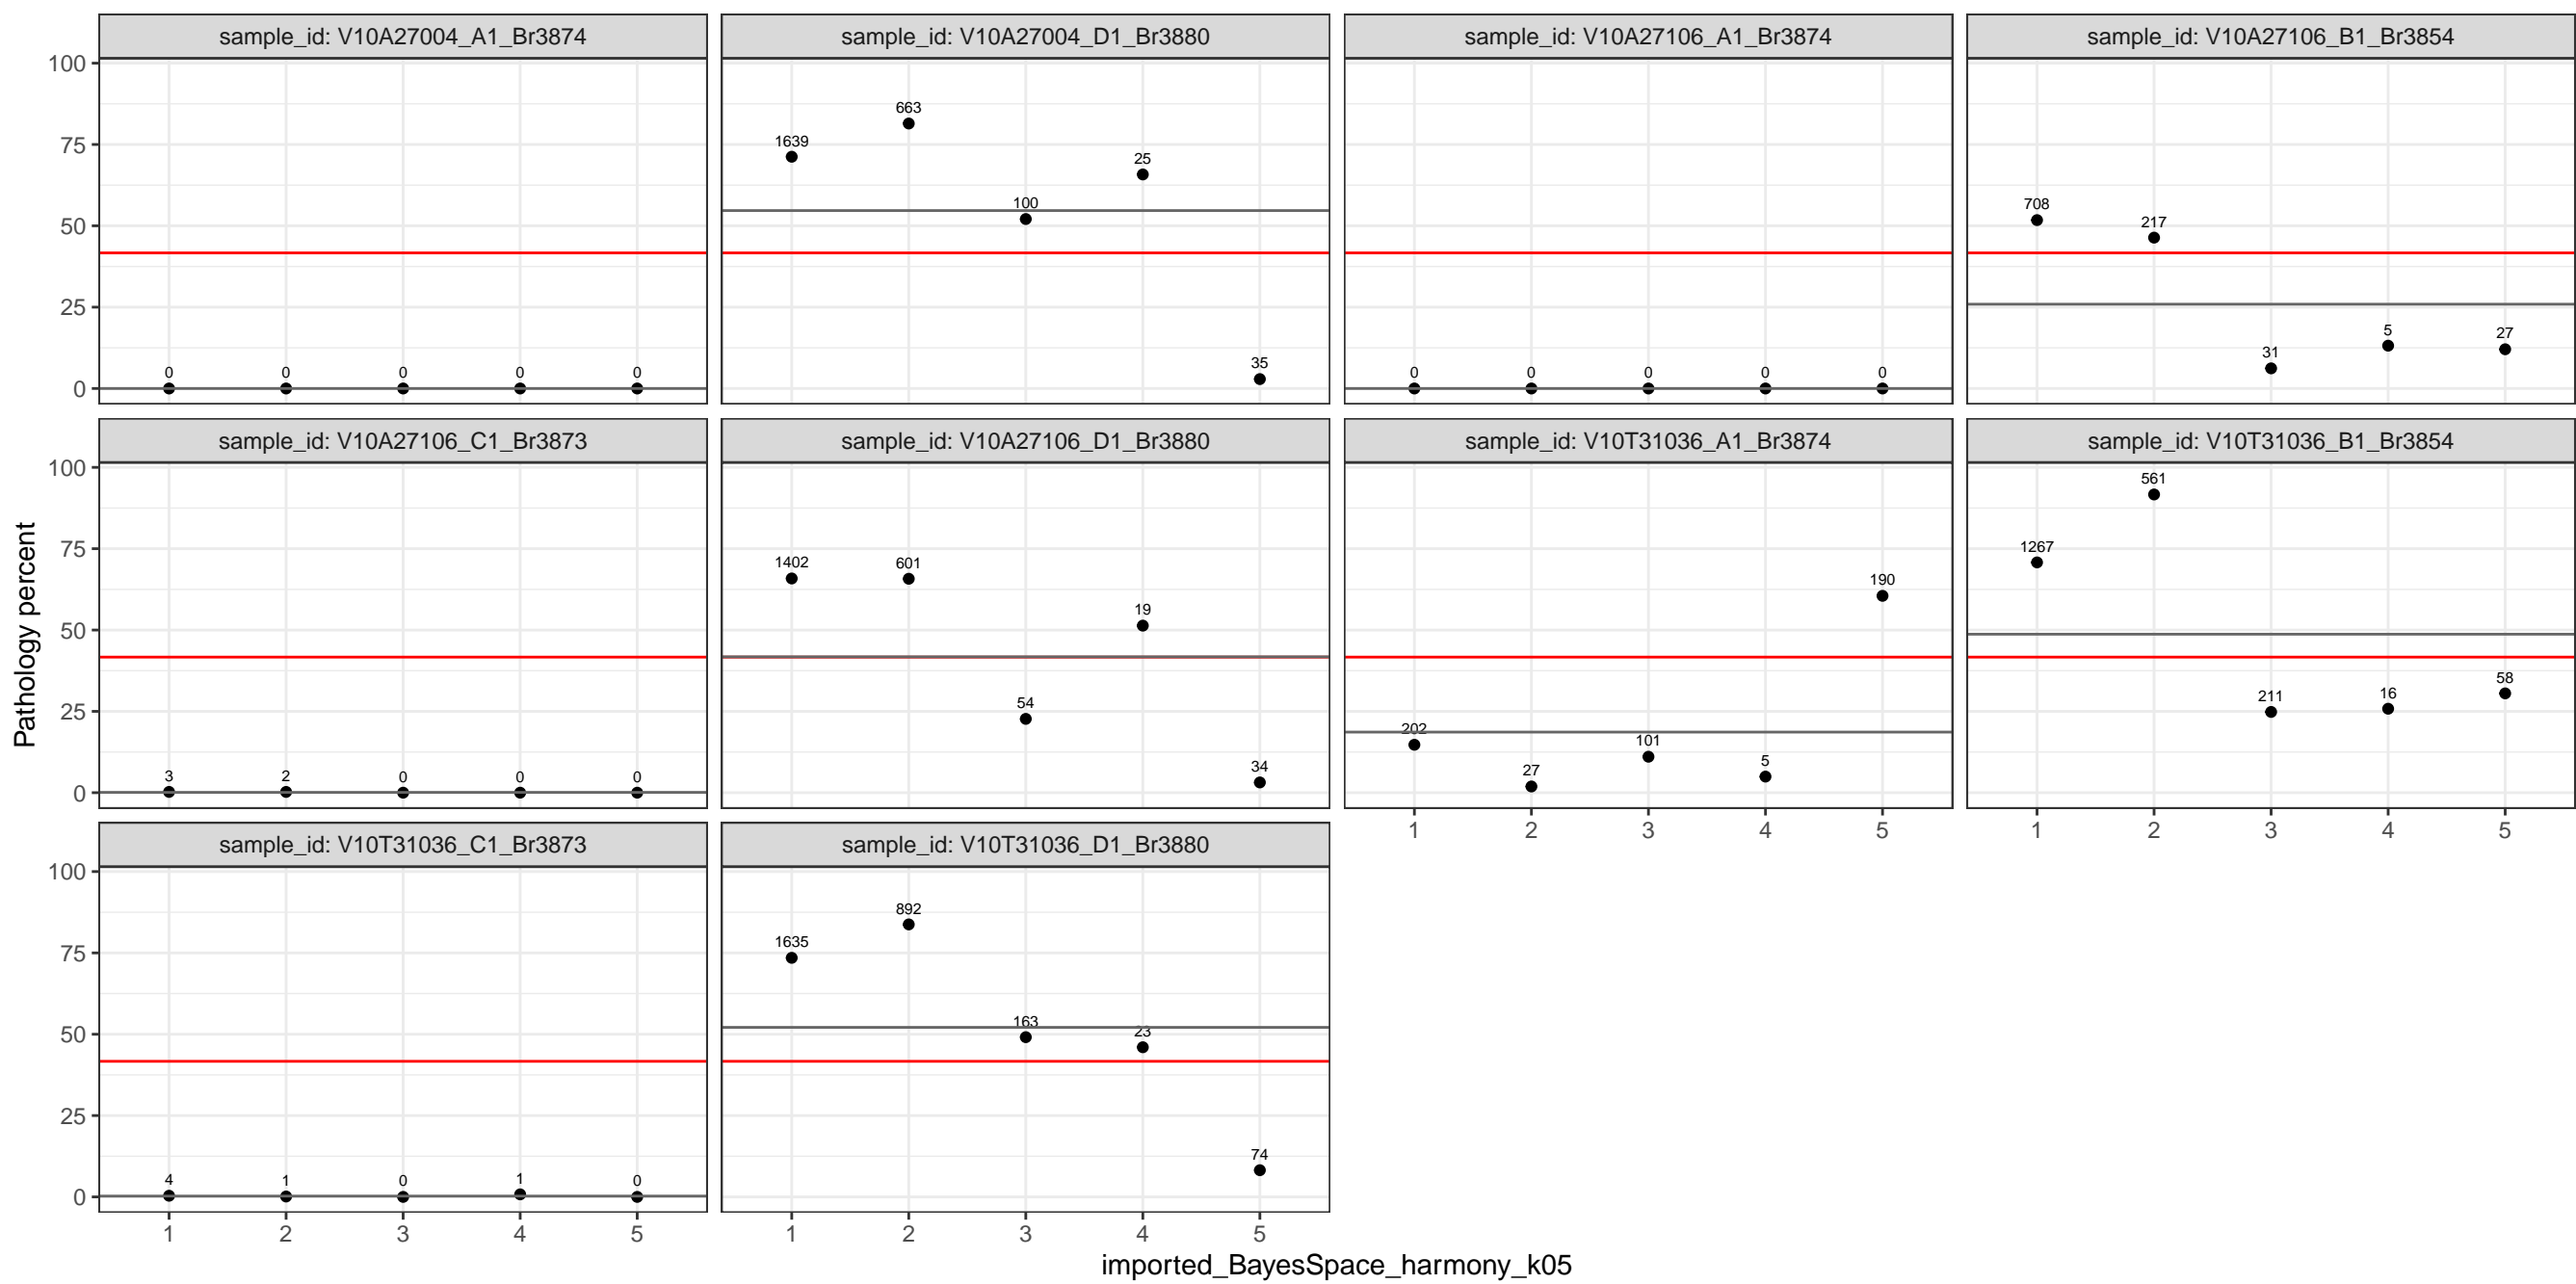 sample_id: V10A27004_A1_Br3874
sample_id: V10A27004_D1_Br3880
sample_id: V10A27106_A1_Br3874
sample_id: V10A27106_B1_Br3854
100
75
50
25
0
0 0 0 0 0
1639 663 100 25 35
0 0 0 0 0
708 217 31 5 27
sample_id: V10A27106_C1_Br3873
sample_id: V10A27106_D1_Br3880
sample_id: V10T31036_A1_Br3874
sample_id: V10T31036_B1_Br3854
Pathology percent
100
75
50
25
0
3 2 0 0 0
1402 601 54 19 34
202 27 101 5 190
1267 561 211 16 58
1 2 3 4 5
1 2 3 4 5
sample_id: V10T31036_C1_Br3873
sample_id: V10T31036_D1_Br3880
100
75
50
25
0
4 1 0 1 0
1635 892 163 23 74
1 2 3 4 5
1 2 3 4 5
imported_BayesSpace_harmony_k05